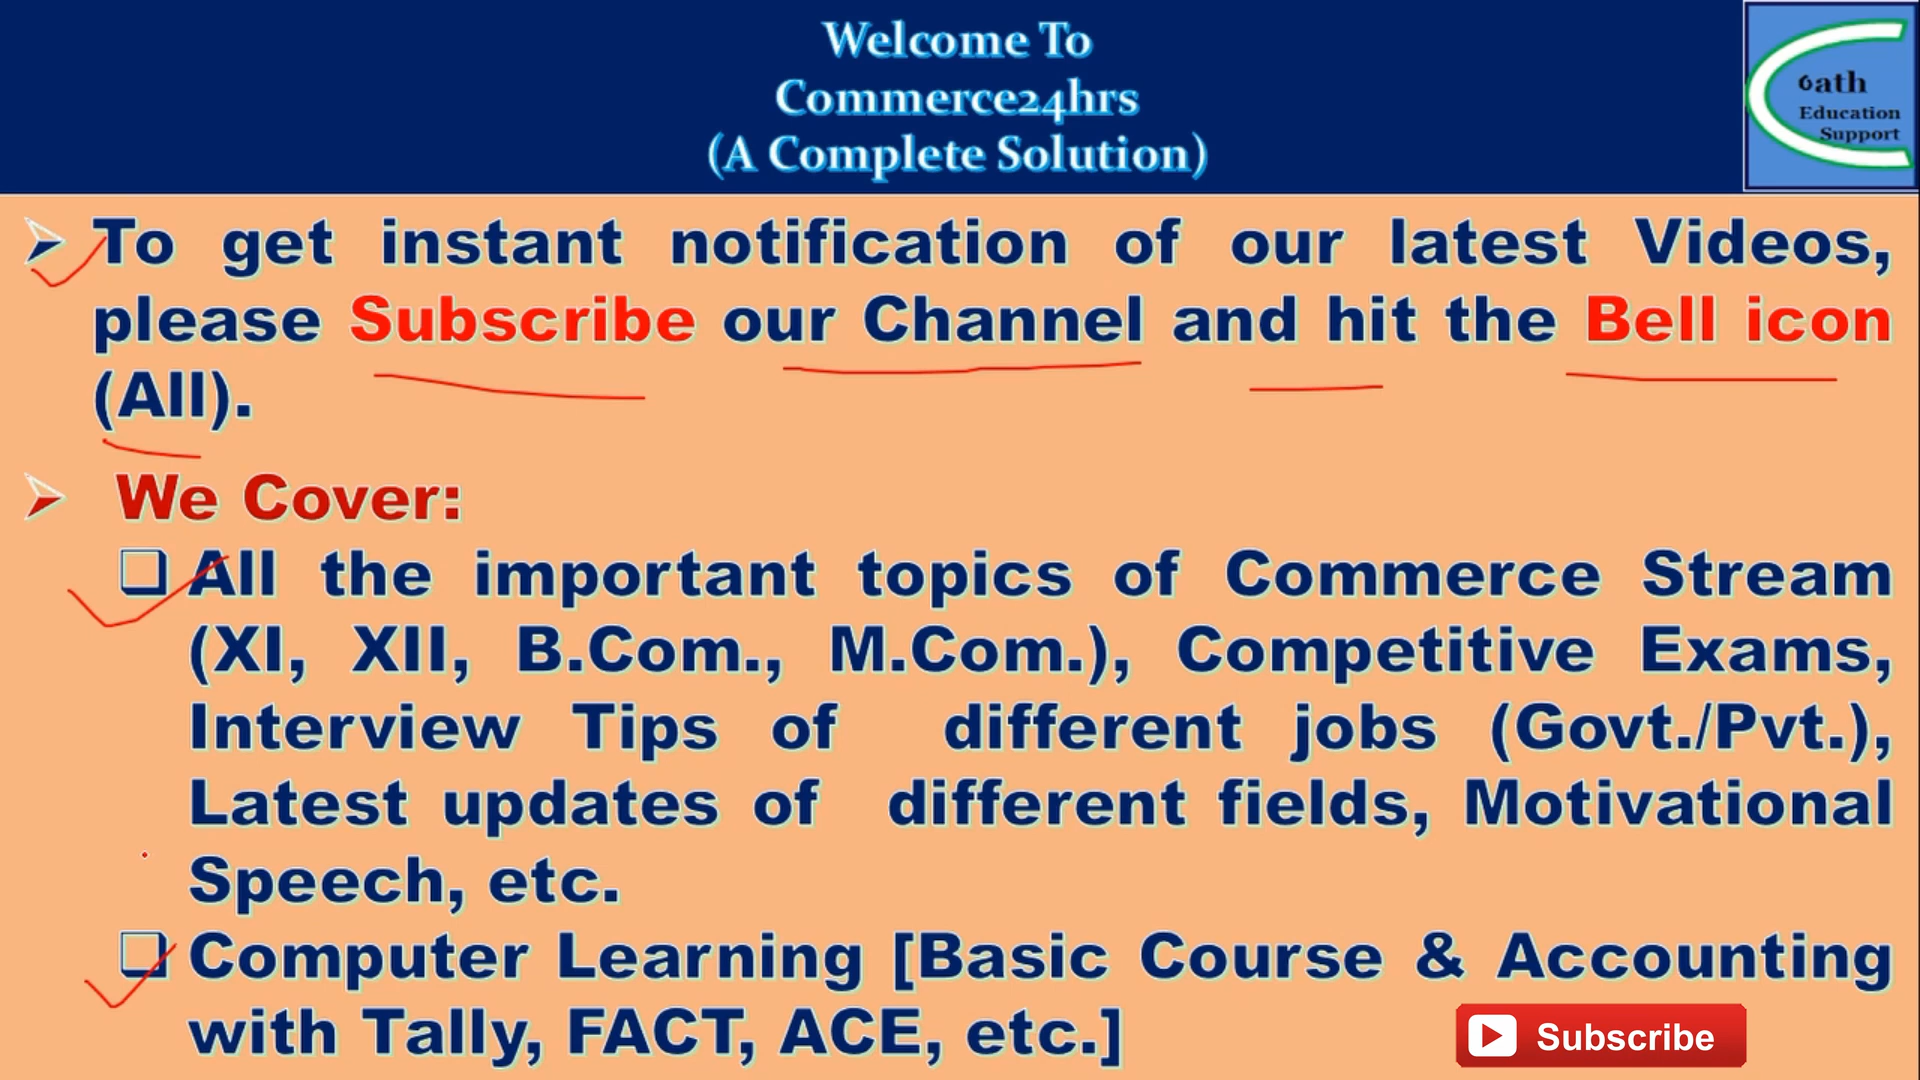 Welcome To
Commerce24hrs
(A Complete Solution)
6ath
Education
Support
To get instant notification of our latest Videos,
please Subscribe our Channel and hit the Bell icon
(All).
We Cover:
All the important topics of Commerce Stream
(XI, XII, B.Com., M.Com.), Competitive Exams,
Interview Tips of different jobs (Govt./Pvt.),
Latest updates of different fields, Motivational
Speech, etc.
Computer Learning [Basic Course & Accounting
with Tally, FACT, ACE, etc.]
Subscribe